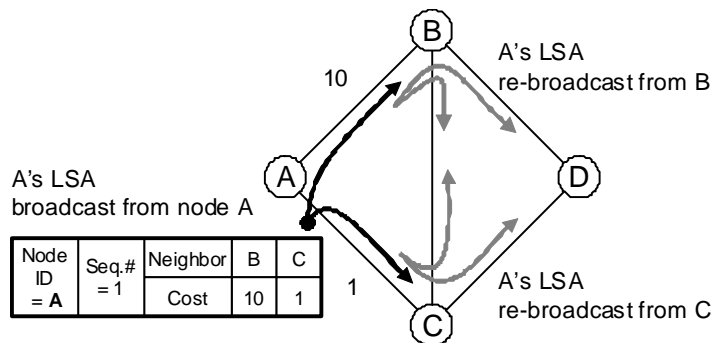 B
A's LSA
re-broadcast from B
10
A's LSA
broadcast from node A
A
D
Node ID = A
Seq.# = 1
Neighbor B C
Cost 10 1
1
A's LSA
re-broadcast from C
C